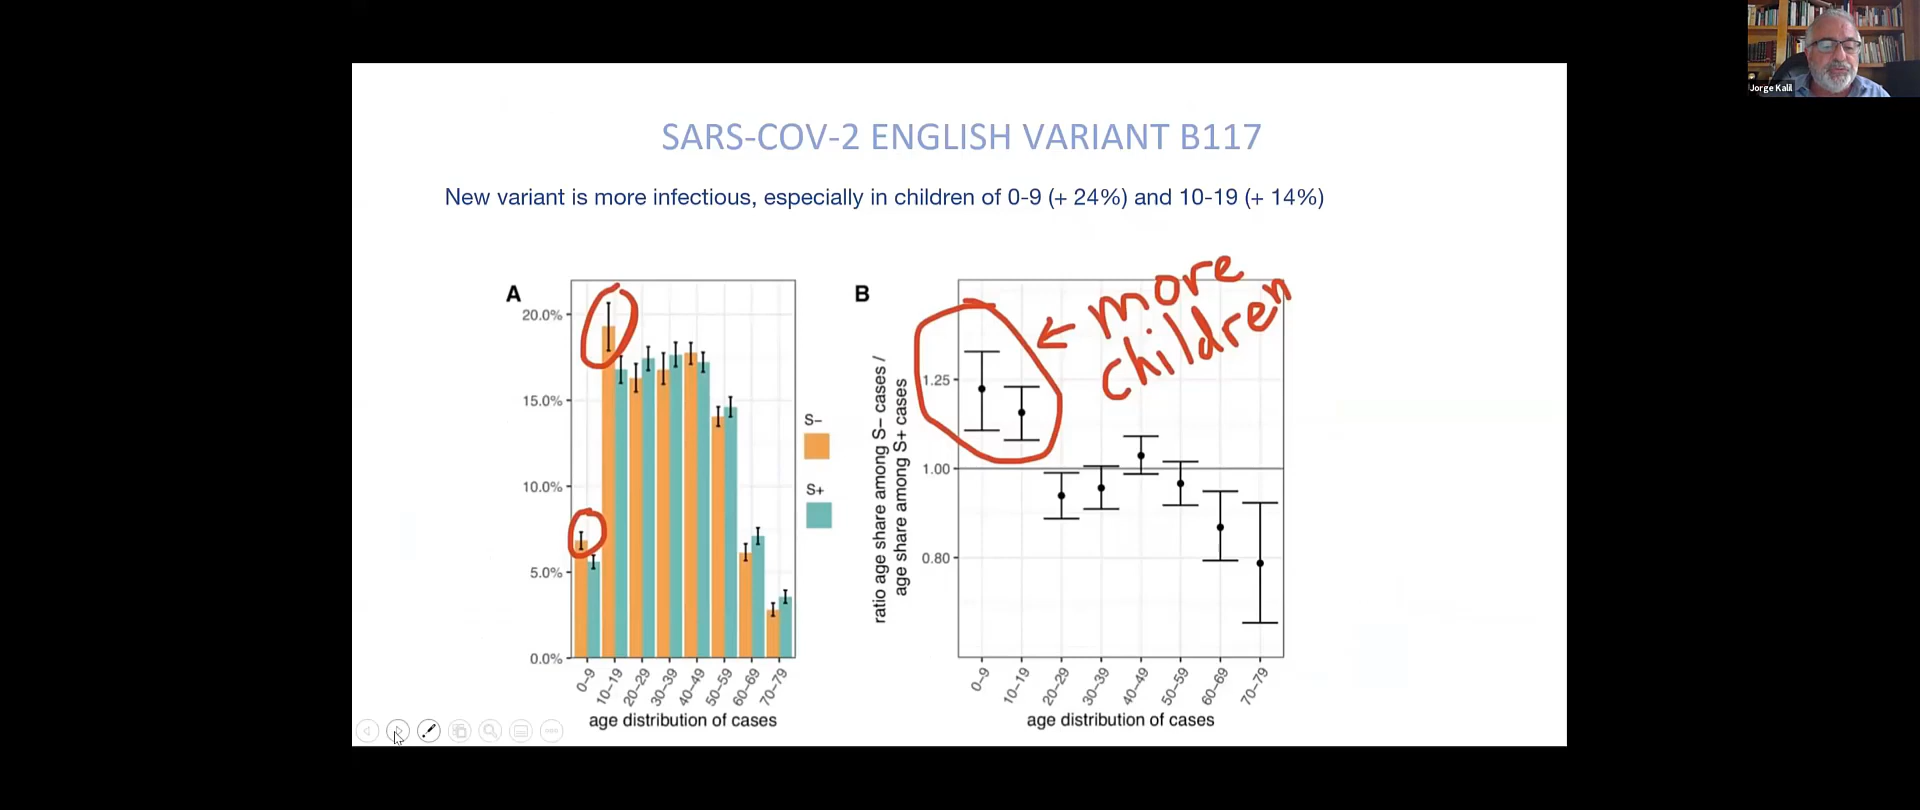 Jorge Kalil
SARS-COV-2 ENGLISH VARIANT B117
New variant is more infectious, especially in children of 0-9 (+ 24%) and 10-19 (+ 14%)
A
20.0%
15.0%
10.0%
5.0%
0.0%
0–9
10–19
20–29
30–39
40–49
50–59
60–69
70–79
age distribution of cases
S–
S+
B
more
children
ratio age share among S– cases /
age share among S+ cases
1.25
1.00
0.80
0–9
10–19
20–29
30–39
40–49
50–59
60–69
70–79
age distribution of cases